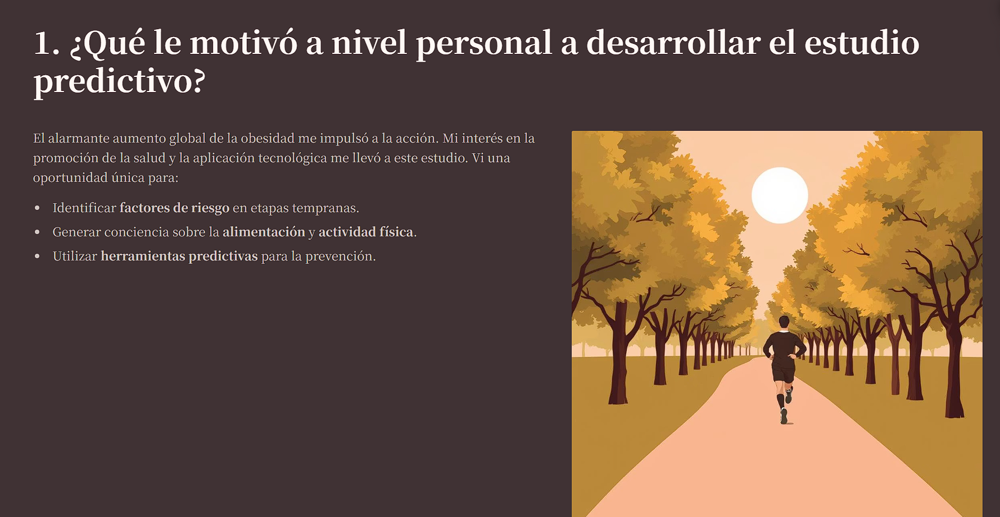 1. ¿Qué le motivó a nivel personal a desarrollar el estudio
predictivo?
El alarmante aumento global de la obesidad me impulsó a la acción. Mi interés en la
promoción de la salud y la aplicación tecnológica me llevó a este estudio. Vi una
oportunidad única para:
• Identificar factores de riesgo en etapas tempranas.
• Generar conciencia sobre la alimentación y actividad física.
• Utilizar herramientas predictivas para la prevención.